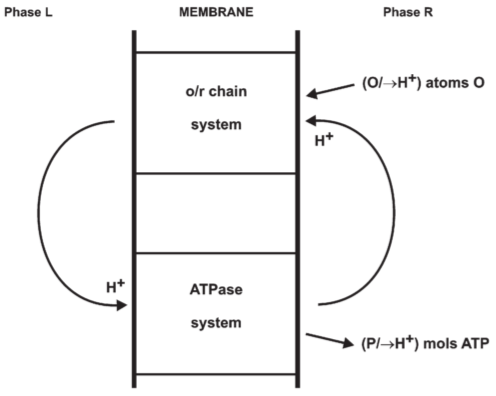 Phase L MEMBRANE Phase R
o/r chain
system
(O/→H⁺) atoms O
H⁺
H⁺
ATPase
system
(P/→H⁺) mols ATP